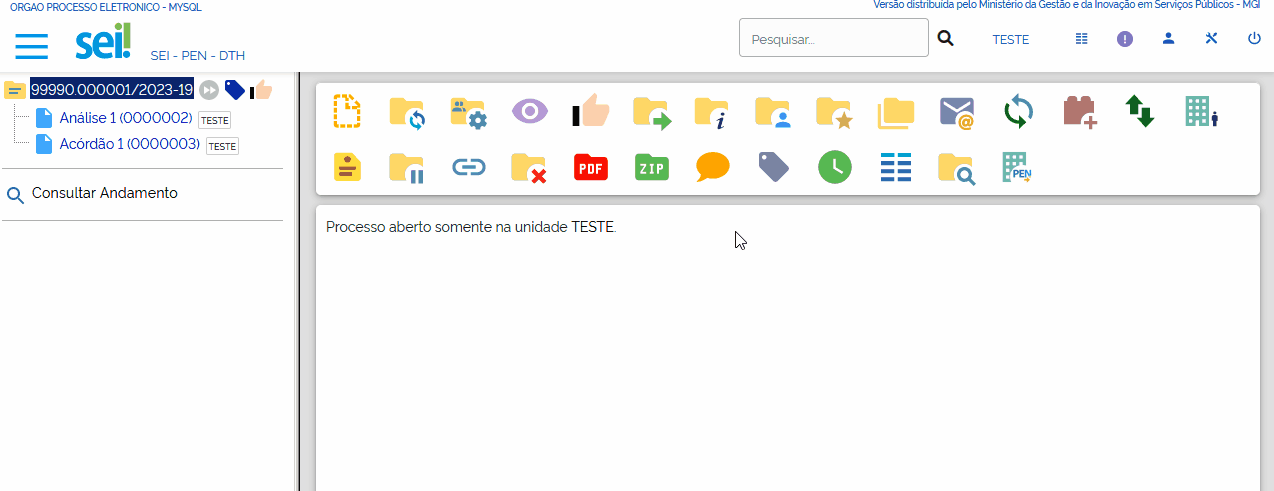 ORGAO PROCESSO ELETRONICO - MYSQL
Versão distribuída pelo Ministério da Gestão e da Inovação em Serviços Públicos - MGI
sei!
SEI - PEN - DTH
Pesquisar...
TESTE
99990.000001/2023-19
Análise 1 (0000002) TESTE
Acórdão 1 (0000003) TESTE
Consultar Andamento
PDF
ZIP
PEN
Processo aberto somente na unidade TESTE.